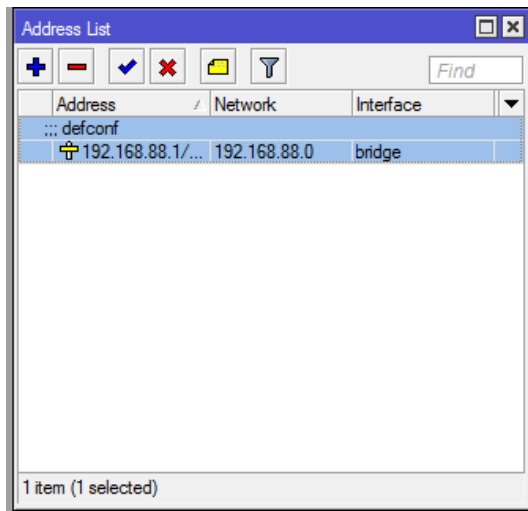 Address List
Find
Address Network Interface
;;; defconf
192.168.88.1/... 192.168.88.0 bridge
1 item (1 selected)